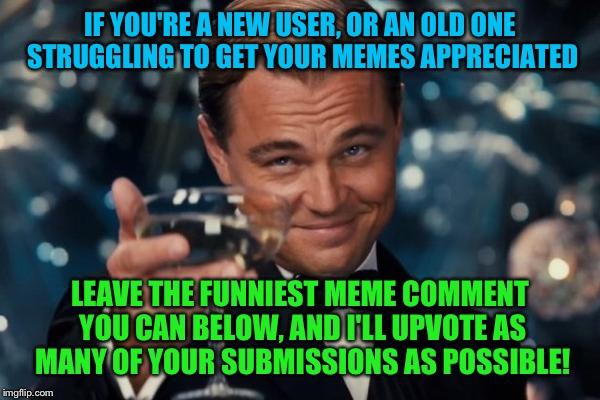 IF YOU'RE A NEW USER, OR AN OLD ONE
STRUGGLING TO GET YOUR MEMES APPRECIATED
LEAVE THE FUNNIEST MEME COMMENT
YOU CAN BELOW, AND I'LL UPVOTE AS
MANY OF YOUR SUBMISSIONS AS POSSIBLE!
imgflip.com